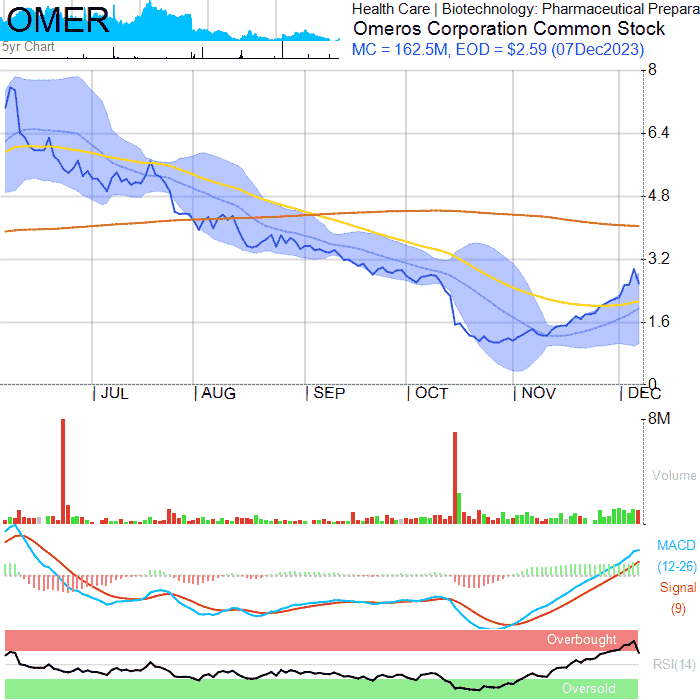 OMER
5yr Chart
Health Care | Biotechnology: Pharmaceutical Prepara
Omeros Corporation Common Stock
MC = 162.5M, EOD = $2.59 (07Dec2023)
8
6.4
4.8
3.2
1.6
0
JUL AUG SEP OCT NOV DEC
8M
Volume
MACD
(12-26)
Signal
(9)
Overbought
RSI(14)
Oversold